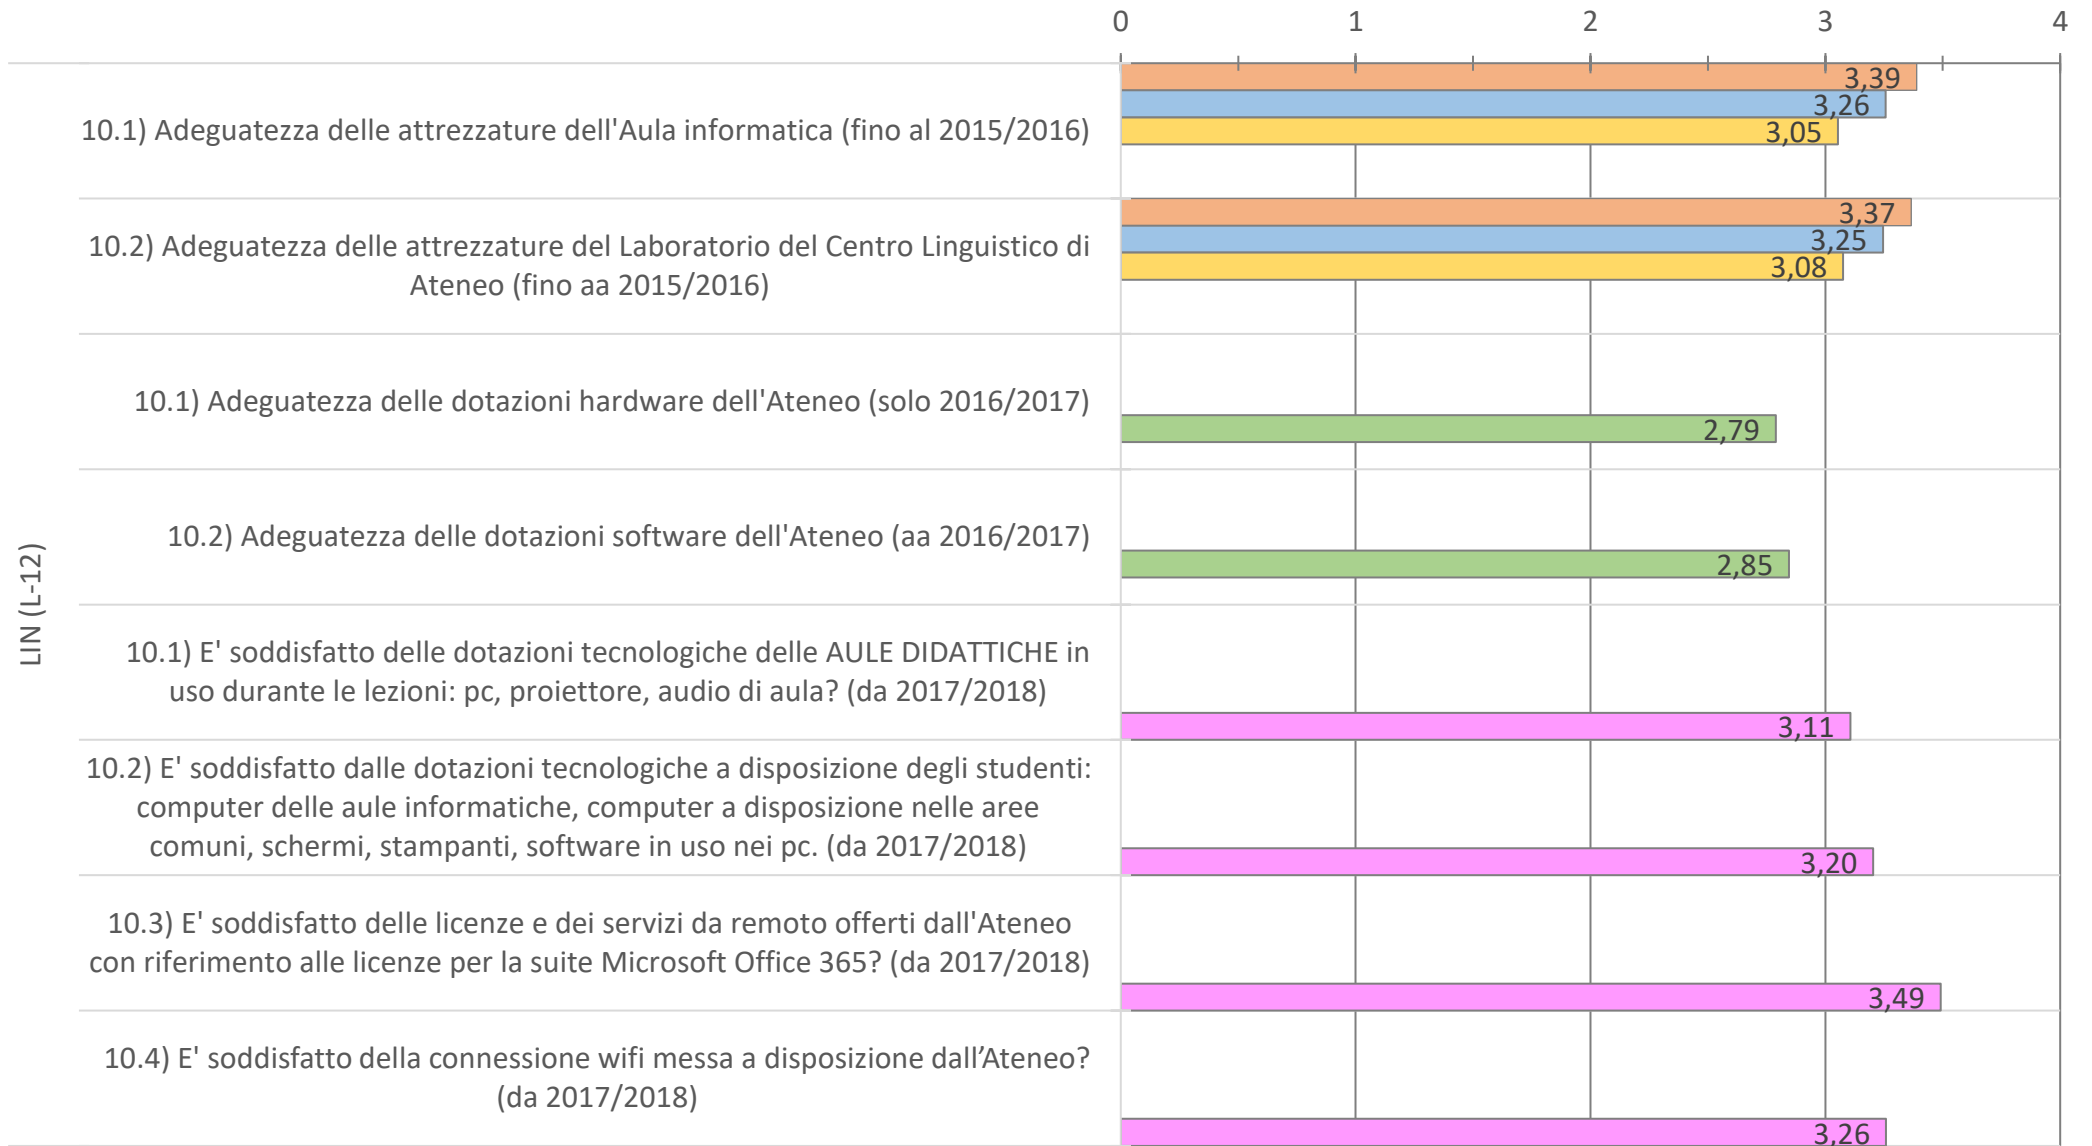 0 1 2 3 4
LIN (L-12)
10.1) Adeguatezza delle attrezzature dell'Aula informatica (fino al 2015/2016)
3,39
3,26
3,05
10.2) Adeguatezza delle attrezzature del Laboratorio del Centro Linguistico di
Ateneo (fino aa 2015/2016)
3,37
3,25
3,08
10.1) Adeguatezza delle dotazioni hardware dell'Ateneo (solo 2016/2017)
2,79
10.2) Adeguatezza delle dotazioni software dell'Ateneo (aa 2016/2017)
2,85
10.1) E' soddisfatto delle dotazioni tecnologiche delle AULE DIDATTICHE in
uso durante le lezioni: pc, proiettore, audio di aula? (da 2017/2018)
3,11
10.2) E' soddisfatto dalle dotazioni tecnologiche a disposizione degli studenti:
computer delle aule informatiche, computer a disposizione nelle aree
comuni, schermi, stampanti, software in uso nei pc. (da 2017/2018)
3,20
10.3) E' soddisfatto delle licenze e dei servizi da remoto offerti dall'Ateneo
con riferimento alle licenze per la suite Microsoft Office 365? (da 2017/2018)
3,49
10.4) E' soddisfatto della connessione wifi messa a disposizione dall’Ateneo?
(da 2017/2018)
3,26